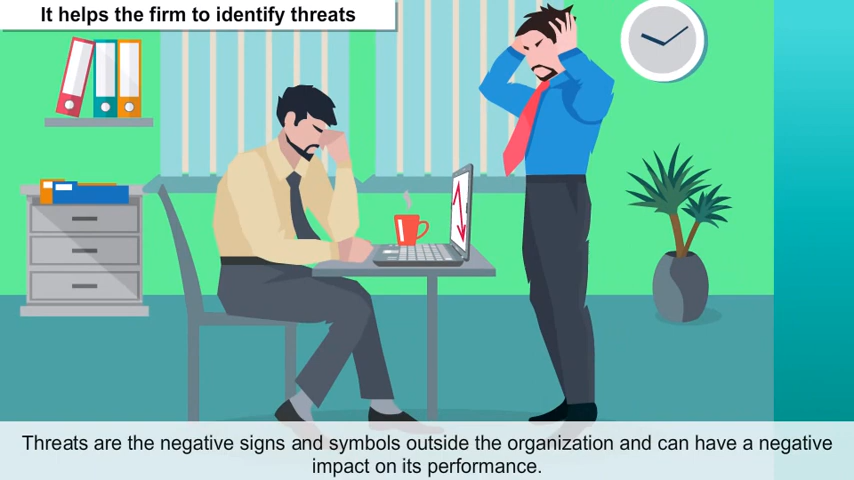 It helps the firm to identify threats
Threats are the negative signs and symbols outside the organization and can have a negative
impact on its performance.